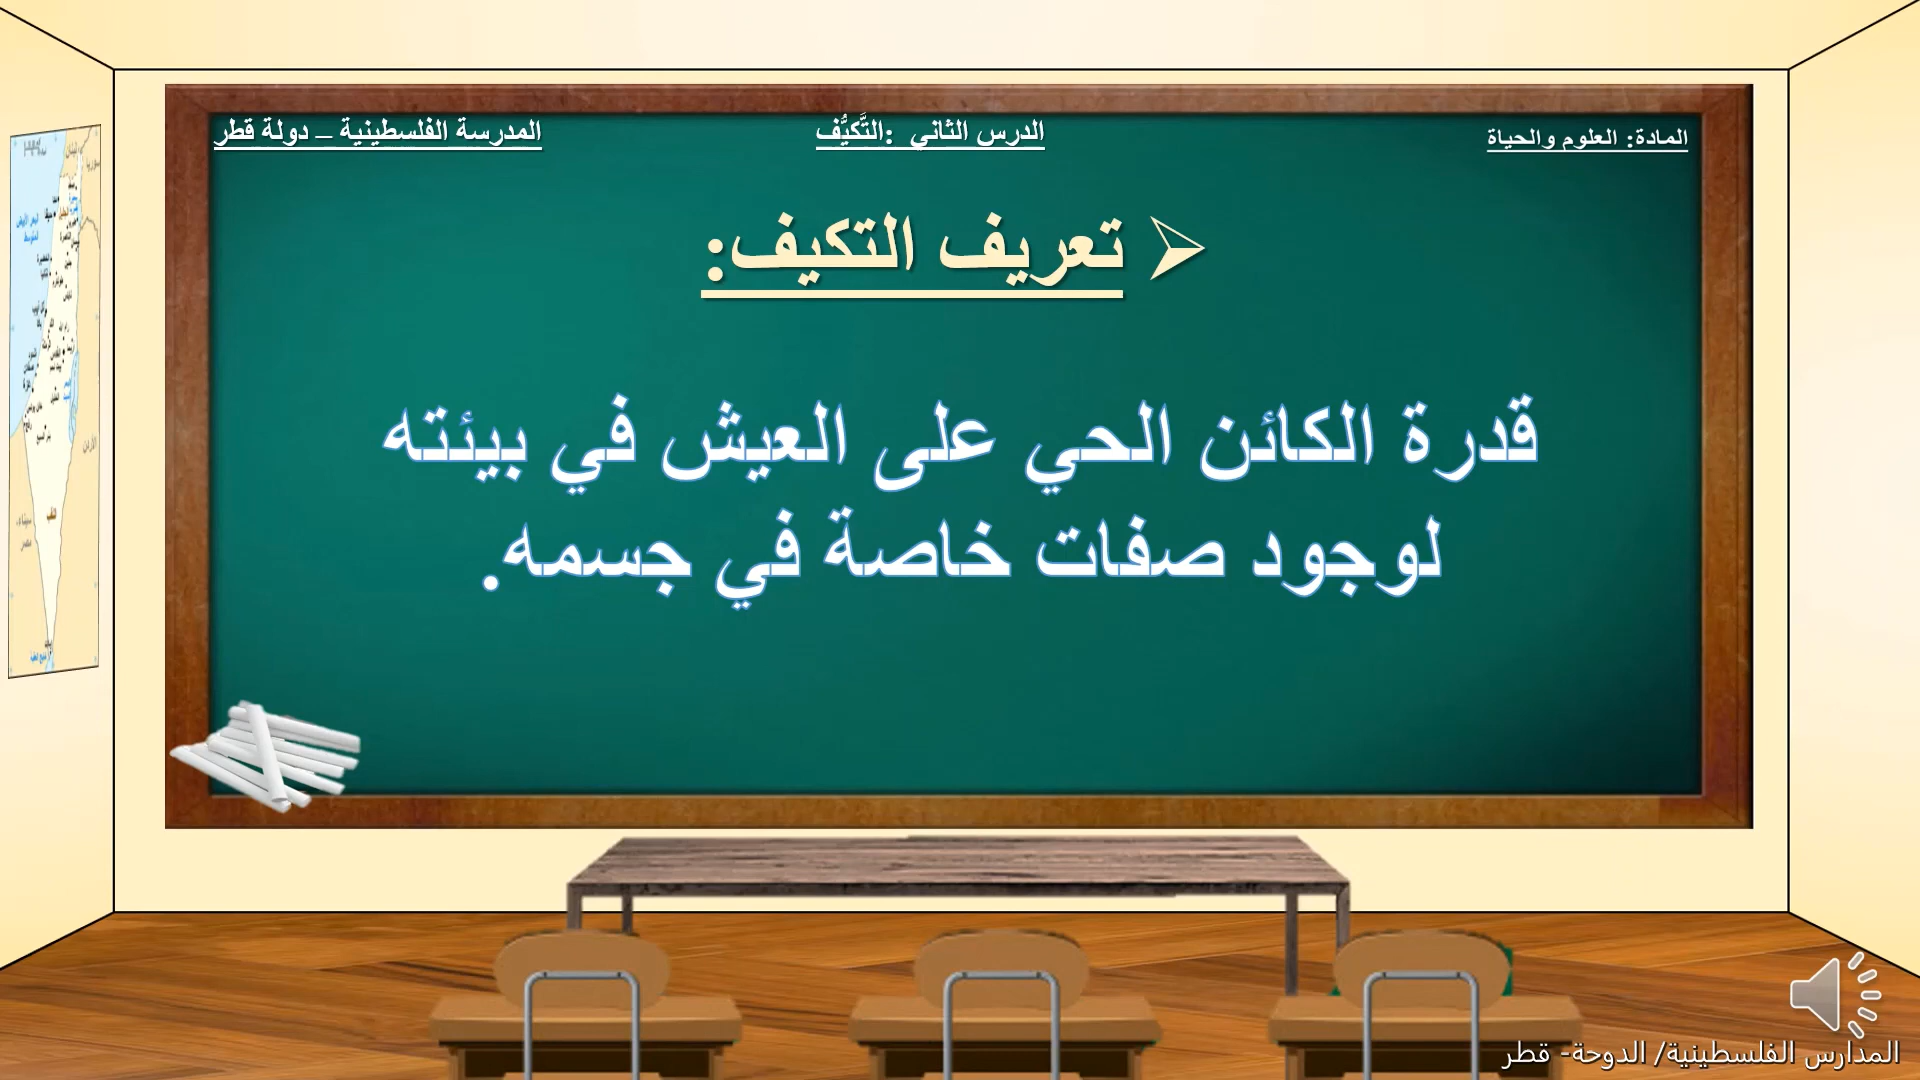 المادة: العلوم والحياة
الدرس الثاني :التَّكيُّف
المدرسة الفلسطينية – دولة قطر
تعريف التكيف:
قدرة الكائن الحي على العيش في بيئته
لوجود صفات خاصة في جسمه.
المدارس الفلسطينية/ الدوحة- قطر